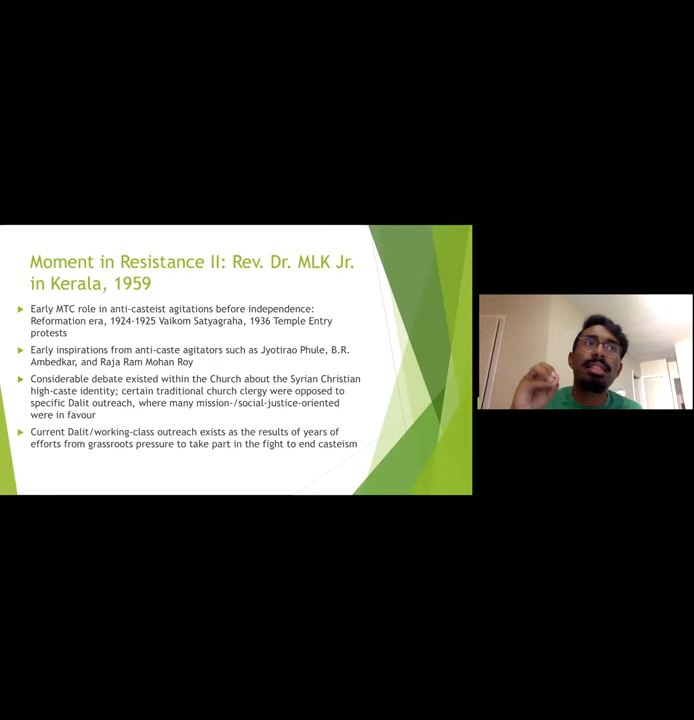 Moment in Resistance II: Rev. Dr. MLK Jr.
in Kerala, 1959
Early MTC role in anti-casteist agitations before independence:
Reformation era, 1924-1925 Vaikom Satyagraha, 1936 Temple Entry
protests
Early inspirations from anti-caste agitators such as Jyotirao Phule, B.R.
Ambedkar, and Raja Ram Mohan Roy
Considerable debate existed within the Church about the Syrian Christian
high-caste identity; certain traditional church clergy were opposed to
specific Dalit outreach, where many mission-/social-justice-oriented
were in favour
Current Dalit/working-class outreach exists as the results of years of
efforts from grassroots pressure to take part in the fight to end casteism